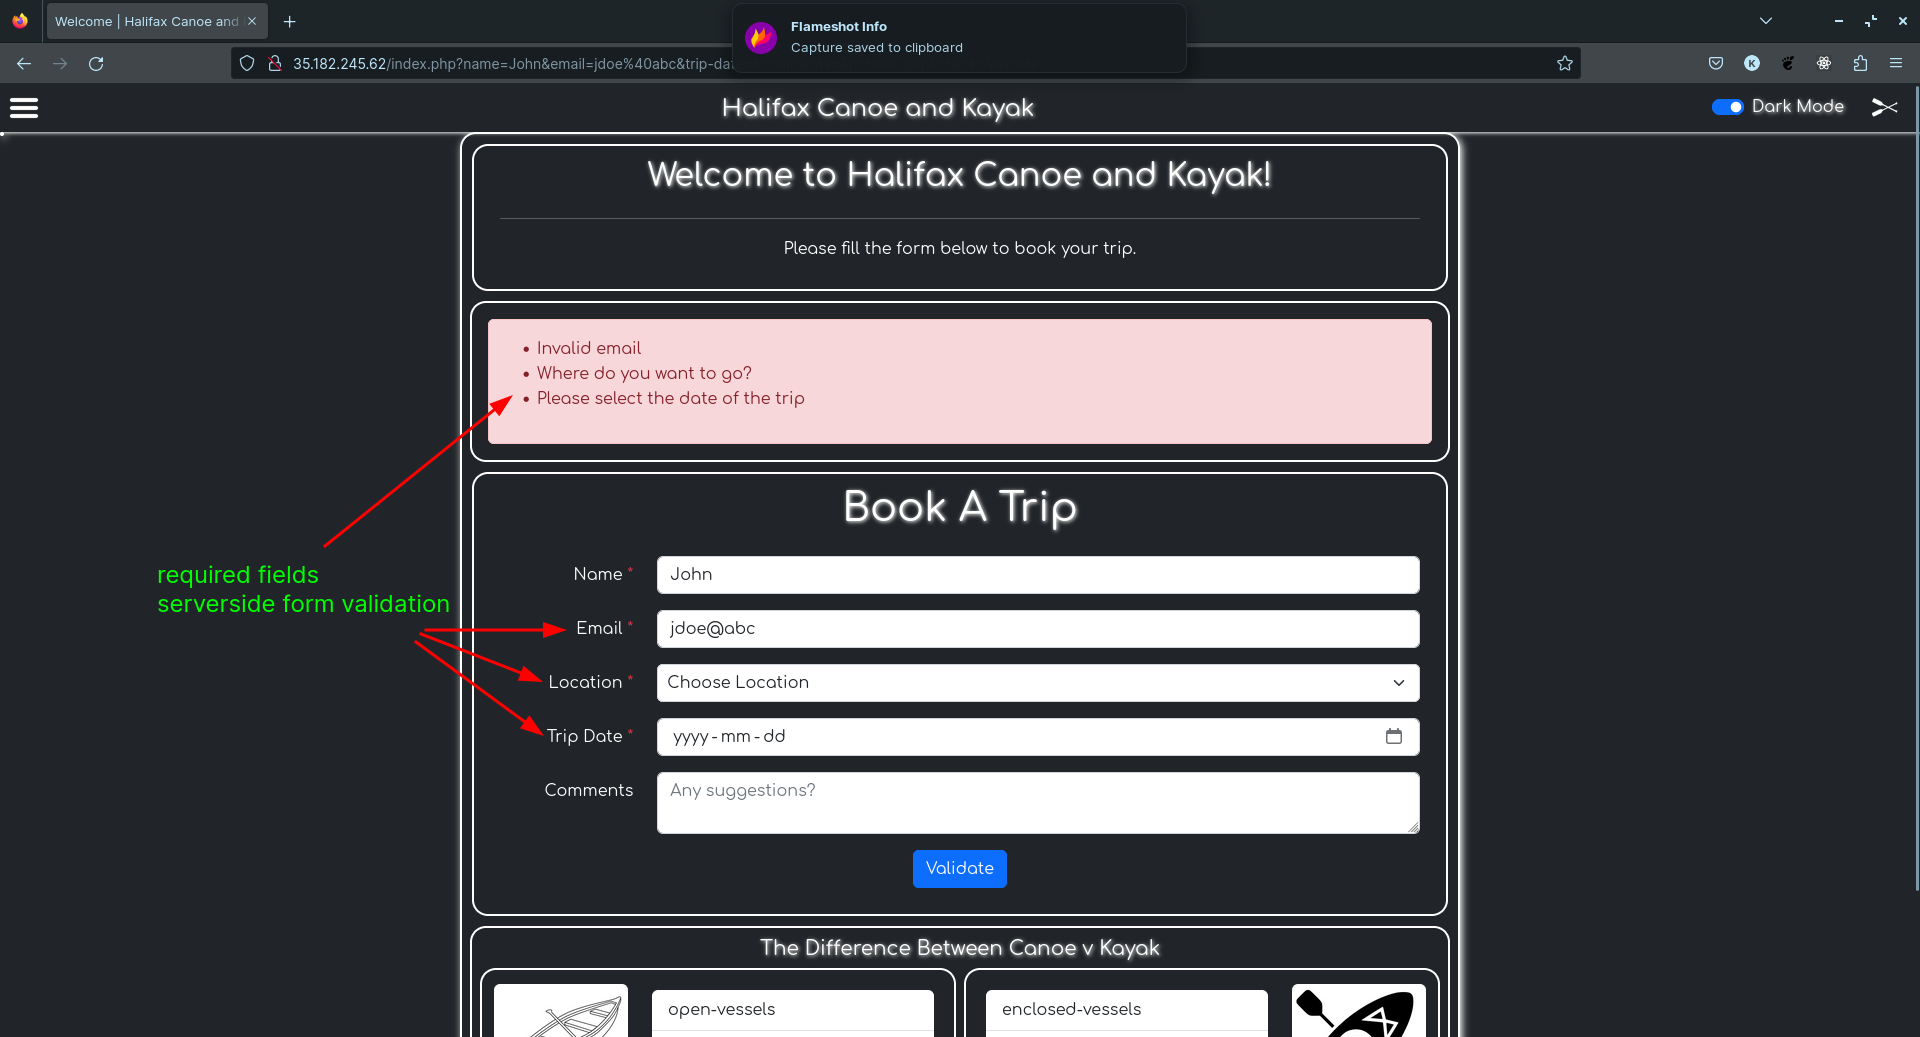 Welcome | Halifax Canoe and
Flameshot Info
Capture saved to clipboard
35.182.245.62/index.php?name=John&email=jdoe%40abc&trip-dat
Halifax Canoe and Kayak
Dark Mode
Welcome to Halifax Canoe and Kayak!
Please fill the form below to book your trip.
• Invalid email
• Where do you want to go?
• Please select the date of the trip
Book A Trip
required fields
serverside form validation
Name * John
Email * jdoe@abc
Location * Choose Location
Trip Date * yyyy-mm-dd
Comments Any suggestions?
Validate
The Difference Between Canoe v Kayak
open-vessels
enclosed-vessels